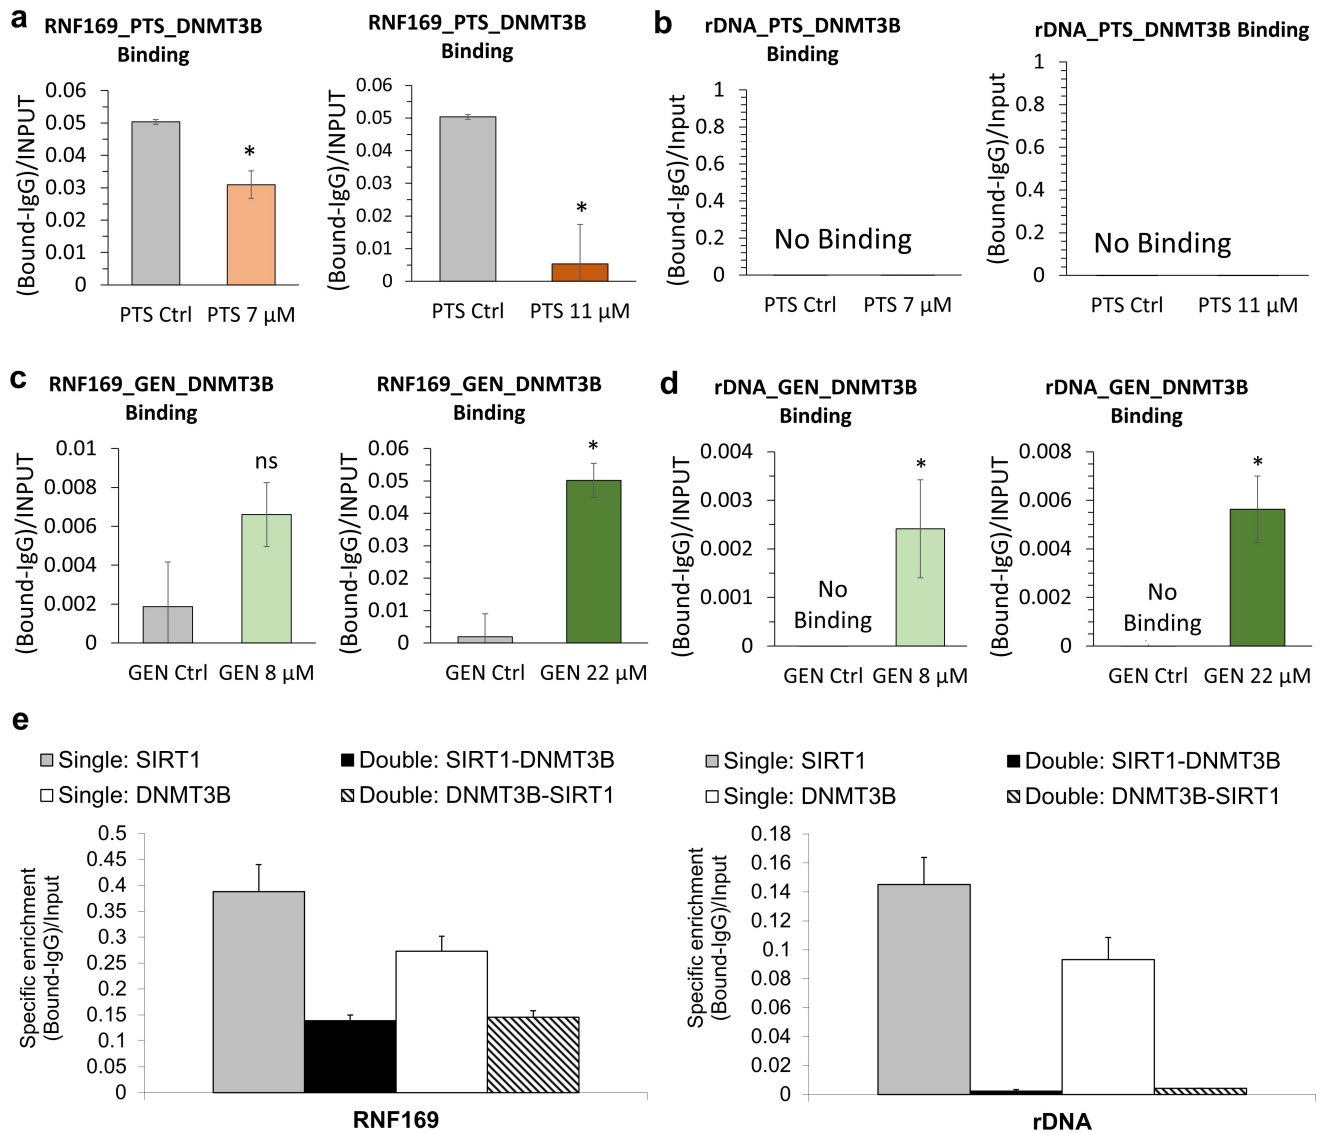 a
RNF169_PTS_DNMT3B
Binding
(Bound-IgG)/INPUT
0.06
0.05
0.04
0.03
0.02
0.01
0
*
PTS Ctrl
PTS 7 µM
RNF169_PTS_DNMT3B
Binding
(Bound-IgG)/INPUT
0.06
0.05
0.04
0.03
0.02
0.01
0
*
PTS Ctrl
PTS 11 µM
b
rDNA_PTS_DNMT3B
Binding
(Bound-IgG)/Input
1
0.8
0.6
0.4
0.2
0
No Binding
PTS Ctrl
PTS 7 µM
rDNA_PTS_DNMT3B Binding
(Bound-IgG)/Input
1
0.8
0.6
0.4
0.2
0
No Binding
PTS Ctrl
PTS 11 µM
c
RNF169_GEN_DNMT3B
Binding
(Bound-IgG)/INPUT
0.01
0.008
0.006
0.004
0.002
0
ns
GEN Ctrl
GEN 8 µM
RNF169_GEN_DNMT3B
Binding
(Bound-IgG)/INPUT
0.06
0.05
0.04
0.03
0.02
0.01
0
*
GEN Ctrl
GEN 22 µM
d
rDNA_GEN_DNMT3B
Binding
(Bound-IgG)/INPUT
0.004
0.003
0.002
0.001
0
No
Binding
*
GEN Ctrl
GEN 8 µM
rDNA_GEN_DNMT3B
Binding
(Bound-IgG)/INPUT
0.008
0.006
0.004
0.002
0
No
Binding
*
GEN Ctrl
GEN 22 µM
e
Single: SIRT1
Double: SIRT1-DNMT3B
Single: DNMT3B
Double: DNMT3B-SIRT1
Specific enrichment
(Bound-IgG)/Input
0.5
0.45
0.4
0.35
0.3
0.25
0.2
0.15
0.1
0.05
0
RNF169
Single: SIRT1
Double: SIRT1-DNMT3B
Single: DNMT3B
Double: DNMT3B-SIRT1
Specific enrichment
(Bound-IgG)/Input
0.18
0.16
0.14
0.12
0.1
0.08
0.06
0.04
0.02
0
rDNA